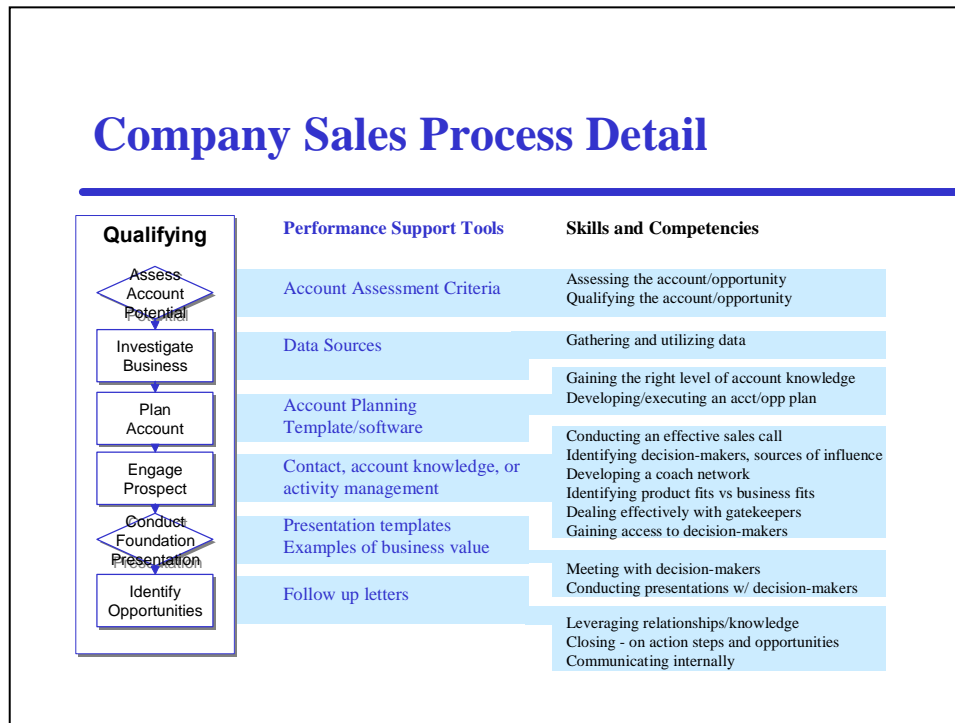 Company Sales Process Detail
Qualifying
Performance Support Tools
Skills and Competencies
Assess
Account
Potential
Account Assessment Criteria
Assessing the account/opportunity
Qualifying the account/opportunity
Investigate
Business
Data Sources
Gathering and utilizing data
Plan
Account
Account Planning
Template/software
Gaining the right level of account knowledge
Developing/executing an acct/opp plan
Engage
Prospect
Contact, account knowledge, or
activity management
Conducting an effective sales call
Identifying decision-makers, sources of influence
Developing a coach network
Identifying product fits vs business fits
Dealing effectively with gatekeepers
Gaining access to decision-makers
Conduct
Foundation
Presentation
Presentation templates
Examples of business value
Meeting with decision-makers
Conducting presentations w/ decision-makers
Identify
Opportunities
Follow up letters
Leveraging relationships/knowledge
Closing - on action steps and opportunities
Communicating internally